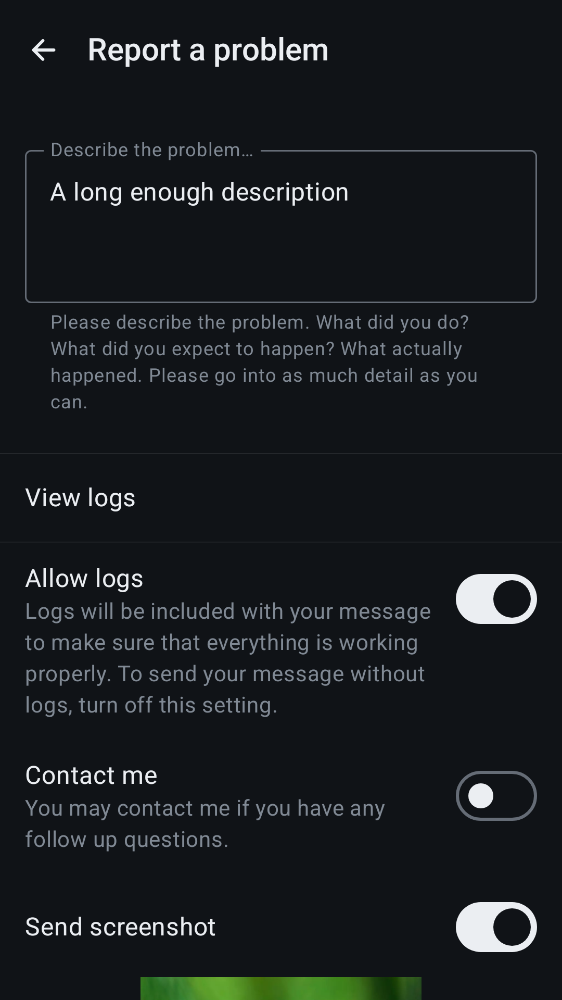 Report a problem
Describe the problem…
A long enough description
Please describe the problem. What did you do?
What did you expect to happen? What actually
happened. Please go into as much detail as you
can.
View logs
Allow logs
Logs will be included with your message
to make sure that everything is working
properly. To send your message without
logs, turn off this setting.
Contact me
You may contact me if you have any
follow up questions.
Send screenshot